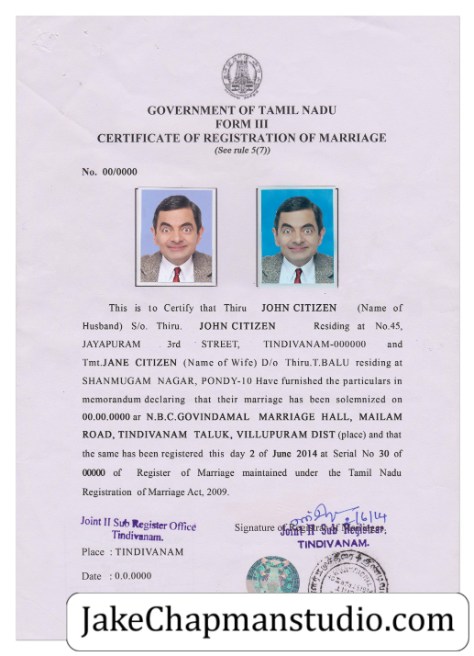 GOVERNMENT OF TAMIL NADU
FORM III
CERTIFICATE OF REGISTRATION OF MARRIAGE
(See rule 5(7))
No. 00/0000
This is to Certify that Thiru JOHN CITIZEN (Name of
Husband) S/o. Thiru. JOHN CITIZEN Residing at No.45,
JAYAPURAM 3rd STREET, TINDIVANAM-000000 and
Tmt.JANE CITIZEN (Name of Wife) D/o Thiru.T.BALU residing at
SHANMUGAM NAGAR, PONDY-10 Have furnished the particulars in
memorandum declaring that their marriage has been solemnized on
00.00.0000 ar N.B.C.GOVINDAMAL MARRIAGE HALL, MAILAM
ROAD, TINDIVANAM TALUK, VILLUPURAM DIST (place) and that
the same has been registered this day 2 of June 2014 at Serial No 30 of
00000 of Register of Marriage maintained under the Tamil Nadu
Registration of Marriage Act, 2009.
Joint II Sub Register Office
Tindivanam.
2/6/14
Signature of Registrar of Marriages
Joint-II Sub Registrar,
TINDIVANAM.
Place : TINDIVANAM
Date : 0.0.0000
JakeChapmanstudio.com